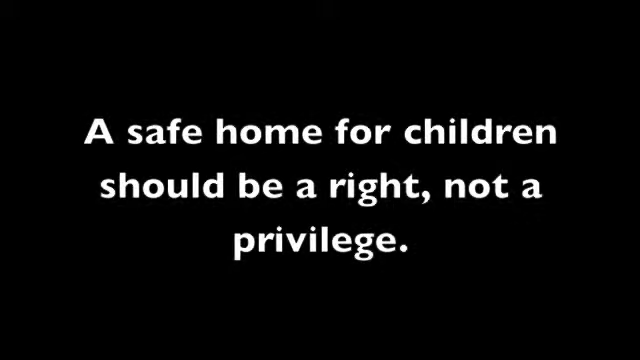 A safe home for children
should be a right, not a
privilege.